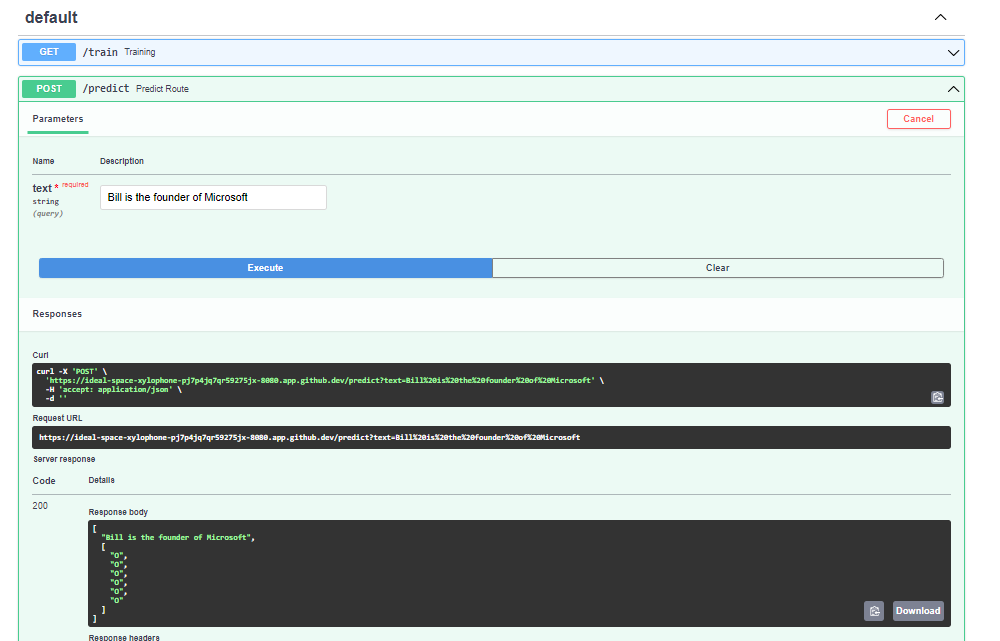 default
GET /train Training
POST /predict Predict Route
Parameters
Cancel
Name Description
text * required
string
(query)
Bill is the founder of Microsoft
Execute Clear
Responses
Curl
curl -X 'POST' \
'https://ideal-space-xylophone-pj7p4jq7qr59275jx-8080.app.github.dev/predict?text=Bill%20is%20the%20founder%20of%20Microsoft' \
-H 'accept: application/json' \
-d ''
Request URL
https://ideal-space-xylophone-pj7p4jq7qr59275jx-8080.app.github.dev/predict?text=Bill%20is%20the%20founder%20of%20Microsoft
Server response
Code Details
200
Response body
[
"Bill is the founder of Microsoft",
[
"O",
"O",
"O",
"O",
"O",
"O"
]
]
Download
Response headers